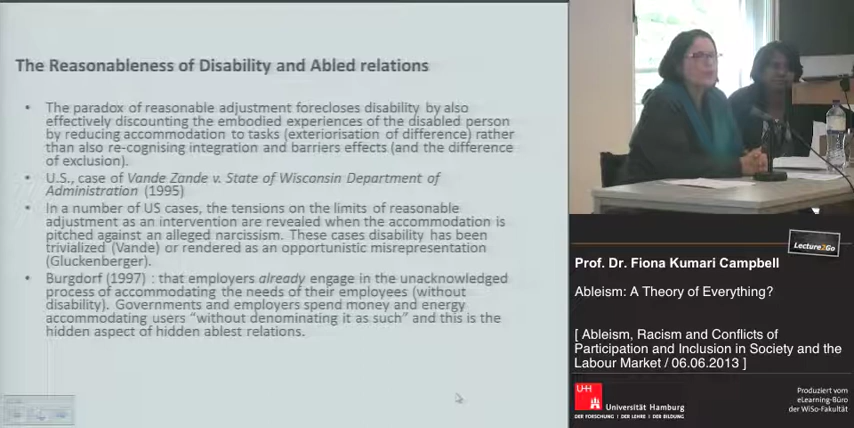 The Reasonableness of Disability and Abled relations
• The paradox of reasonable adjustment forecloses disability by also
effectively discounting the embodied experiences of the disabled person
by reducing accommodation to tasks (exteriorisation of difference) rather
than also re-cognising integration and barriers effects (and the difference
of exclusion).
• U.S., case of Vande Zande v. State of Wisconsin Department of
Administration (1995)
• In a number of US cases, the tensions on the limits of reasonable
adjustment as an intervention are revealed when the accommodation is
pitched against an alleged narcissism. These cases disability has been
trivialized (Vande) or rendered as an opportunistic misrepresentation
(Gluckenberger).
• Burgdorf (1997) : that employers already engage in the unacknowledged
process of accommodating the needs of their employees (without
disability). Governments and employers spend money and energy
accommodating users “without denominating it as such” and this is the
hidden aspect of hidden ablest relations.
Lecture2Go
Prof. Dr. Fiona Kumari Campbell
Ableism: A Theory of Everything?
[ Ableism, Racism and Conflicts of
Participation and Inclusion in Society and the
Labour Market / 06.06.2013 ]
UH
Universität Hamburg
DER FORSCHUNG | DER LEHRE | DER BILDUNG
Produziert vom
eLearning-Büro
der WiSo-Fakultät